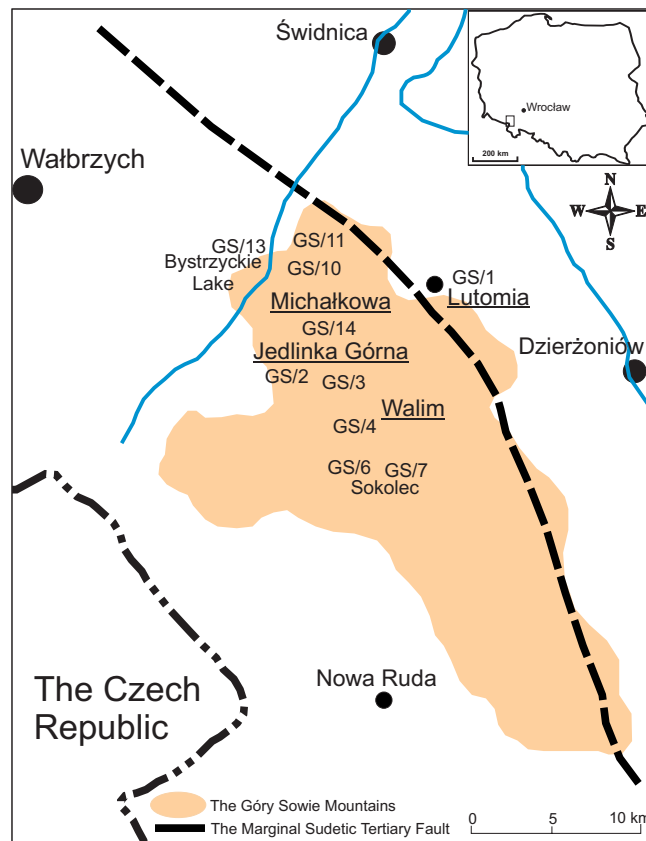 Świdnica
Wrocław
200 km
Wałbrzych
N
W
E
S
GS/13
GS/11
Bystrzyckie
Lake
GS/10
GS/1
Lutomia
Michałkowa
GS/14
Jedlinka Górna
Dzierżoniów
GS/2
GS/3
Walim
GS/4
GS/6
GS/7
Sokolec
The Czech
Republic
Nowa Ruda
The Góry Sowie Mountains
The Marginal Sudetic Tertiary Fault
0
5
10 km